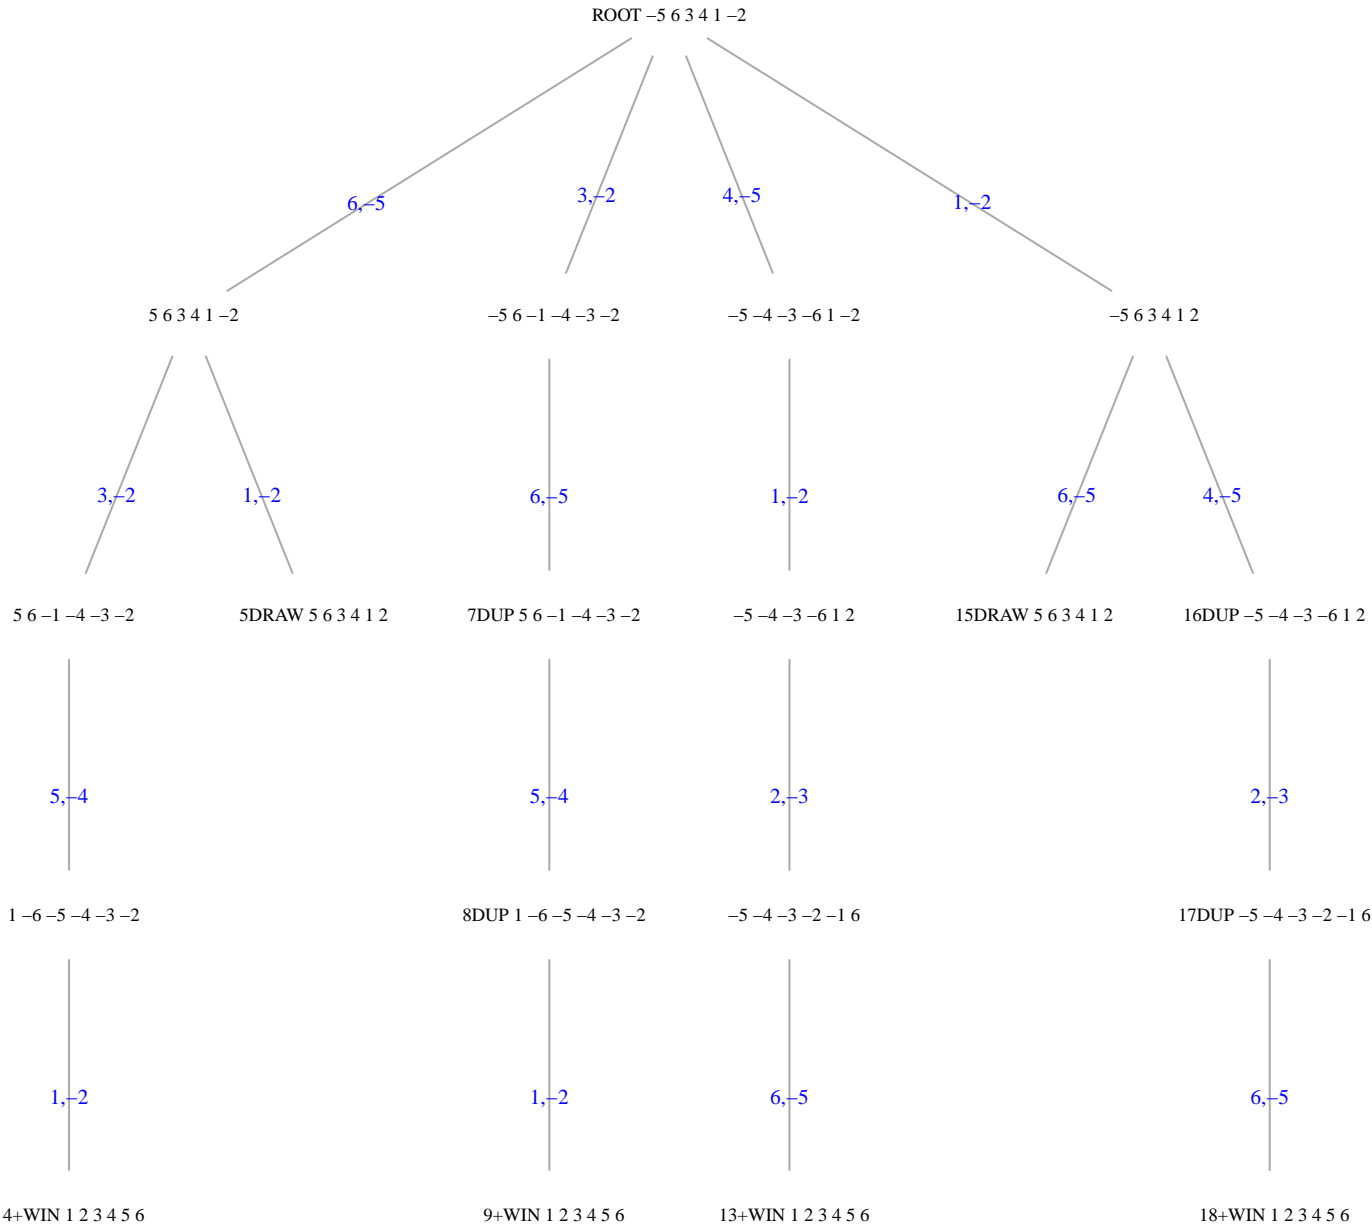 ROOT –5 6 3 4 1 –2
6,–5
3,–2
4,–5
1,–2
5 6 3 4 1 –2
–5 6 –1 –4 –3 –2
–5 –4 –3 –6 1 –2
–5 6 3 4 1 2
3,–2
1,–2
6,–5
1,–2
6,–5
4,–5
5 6 –1 –4 –3 –2
5DRAW 5 6 3 4 1 2
7DUP 5 6 –1 –4 –3 –2
–5 –4 –3 –6 1 2
15DRAW 5 6 3 4 1 2
16DUP –5 –4 –3 –6 1 2
5,–4
5,–4
2,–3
2,–3
1 –6 –5 –4 –3 –2
8DUP 1 –6 –5 –4 –3 –2
–5 –4 –3 –2 –1 6
17DUP –5 –4 –3 –2 –1 6
1,–2
1,–2
6,–5
6,–5
4+WIN 1 2 3 4 5 6
9+WIN 1 2 3 4 5 6
13+WIN 1 2 3 4 5 6
18+WIN 1 2 3 4 5 6